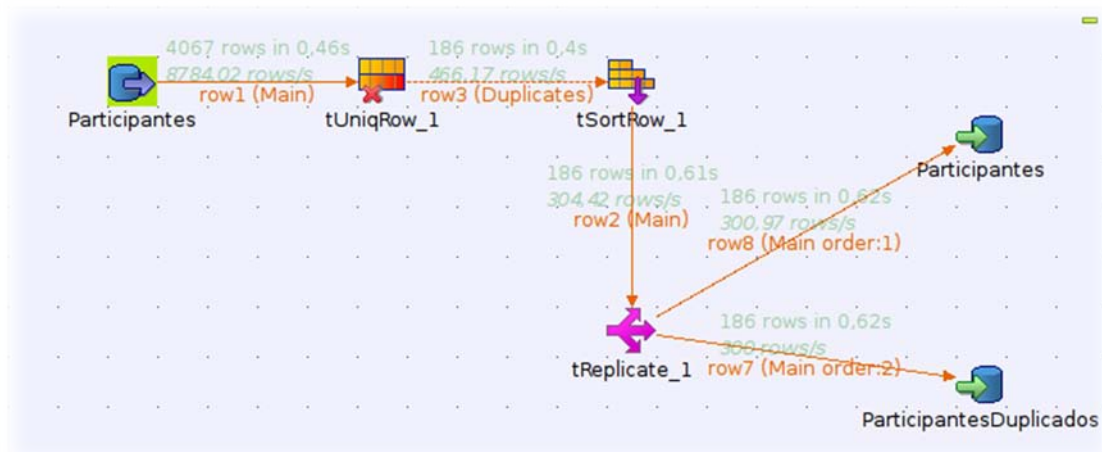 4067 rows in 0,46s
8784,02 rows/s
row1 (Main)
186 rows in 0,4s
466,17 rows/s
row3 (Duplicates)
Participantes
tUniqRow_1
tSortRow_1
Participantes
186 rows in 0,61s
304,42 rows/s
row2 (Main)
186 rows in 0,62s
300,97 rows/s
row8 (Main order:1)
186 rows in 0,62s
300 rows/s
row7 (Main order:2)
tReplicate_1
ParticipantesDuplicados